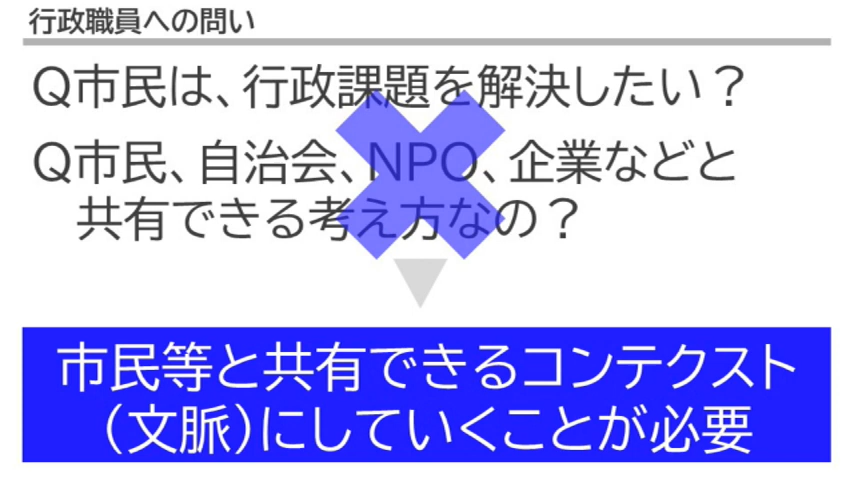 行政職員への問い
Q市民は、行政課題を解決したい？
Q市民、自治会、NPO、企業などと
共有できる考え方なの？
市民等と共有できるコンテクスト
（文脈）にしていくことが必要